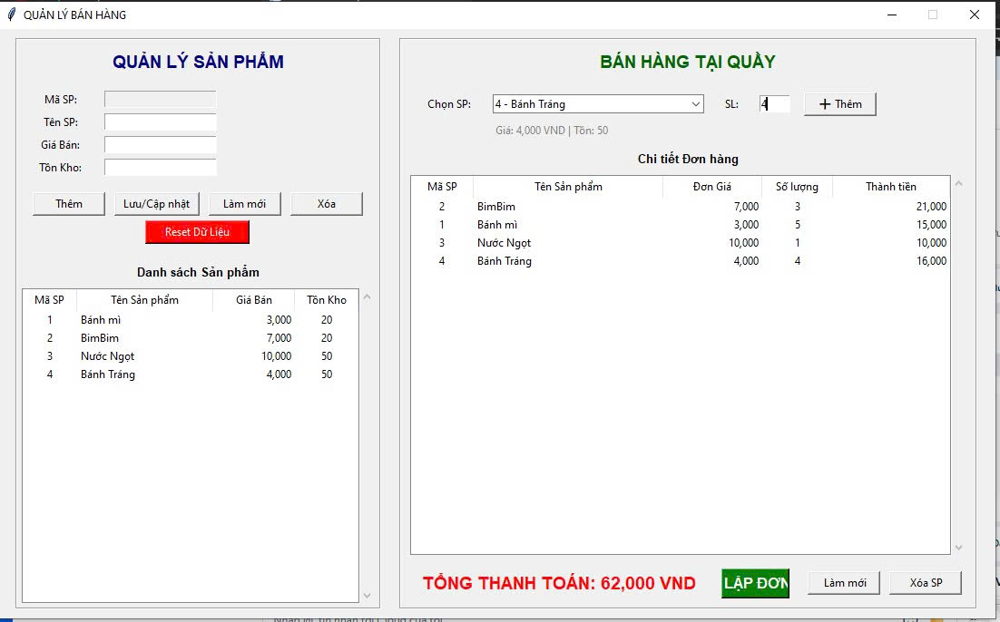 QUẢN LÝ BÁN HÀNG
QUẢN LÝ SẢN PHẨM
Mã SP:
Tên SP:
Giá Bán:
Tồn Kho:
Thêm Lưu/Cập nhật Làm mới Xóa
Reset Dữ Liệu
Danh sách Sản phẩm
Mã SP Tên Sản phẩm Giá Bán Tồn Kho
1 Bánh mì 3,000 20
2 BimBim 7,000 20
3 Nước Ngọt 10,000 50
4 Bánh Tráng 4,000 50
BÁN HÀNG TẠI QUẦY
Chọn SP: 4 - Bánh Tráng SL: 4 + Thêm
Giá: 4,000 VND | Tồn: 50
Chi tiết Đơn hàng
Mã SP Tên Sản phẩm Đơn Giá Số lượng Thành tiền
2 BimBim 7,000 3 21,000
1 Bánh mì 3,000 5 15,000
3 Nước Ngọt 10,000 1 10,000
4 Bánh Tráng 4,000 4 16,000
TỔNG THANH TOÁN: 62,000 VND LẬP ĐƠN Làm mới Xóa SP